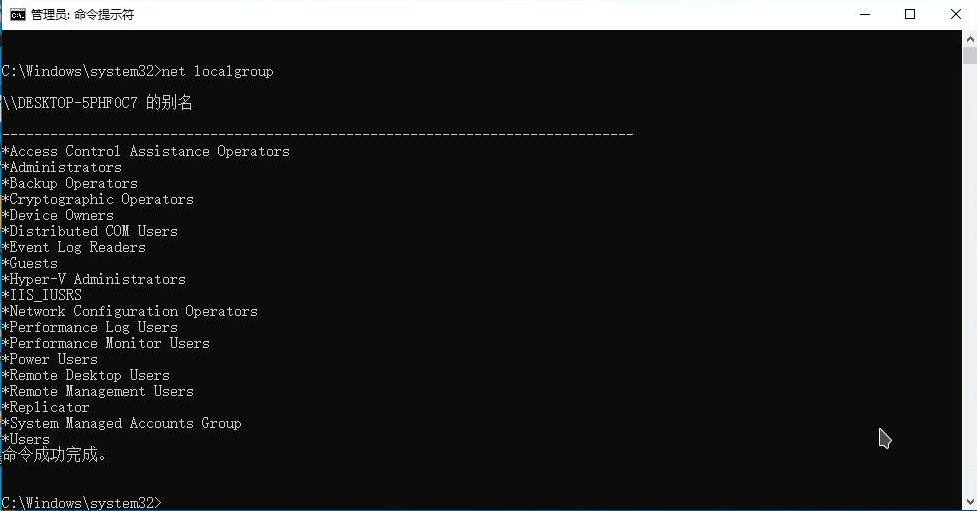 管理员: 命令提示符
C:\Windows\system32>net localgroup
\\DESKTOP-5PHF0C7 的别名
-------------------------------------------------------------------------------
*Access Control Assistance Operators
*Administrators
*Backup Operators
*Cryptographic Operators
*Device Owners
*Distributed COM Users
*Event Log Readers
*Guests
*Hyper-V Administrators
*IIS_IUSRS
*Network Configuration Operators
*Performance Log Users
*Performance Monitor Users
*Power Users
*Remote Desktop Users
*Remote Management Users
*Replicator
*System Managed Accounts Group
*Users
命令成功完成。
C:\Windows\system32>